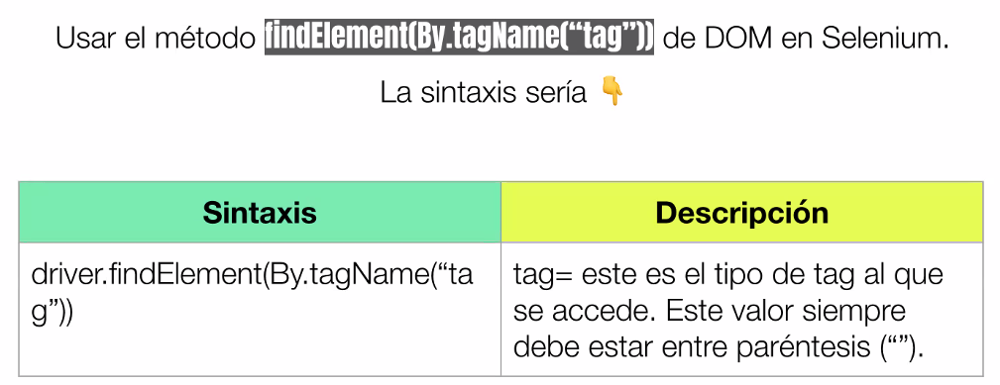 Usar el método findElement(By.tagName(“tag”)) de DOM en Selenium.
La sintaxis sería 👇
Sintaxis
Descripción
driver.findElement(By.tagName(“ta
g”))
tag= este es el tipo de tag al que
se accede. Este valor siempre
debe estar entre paréntesis (“”).